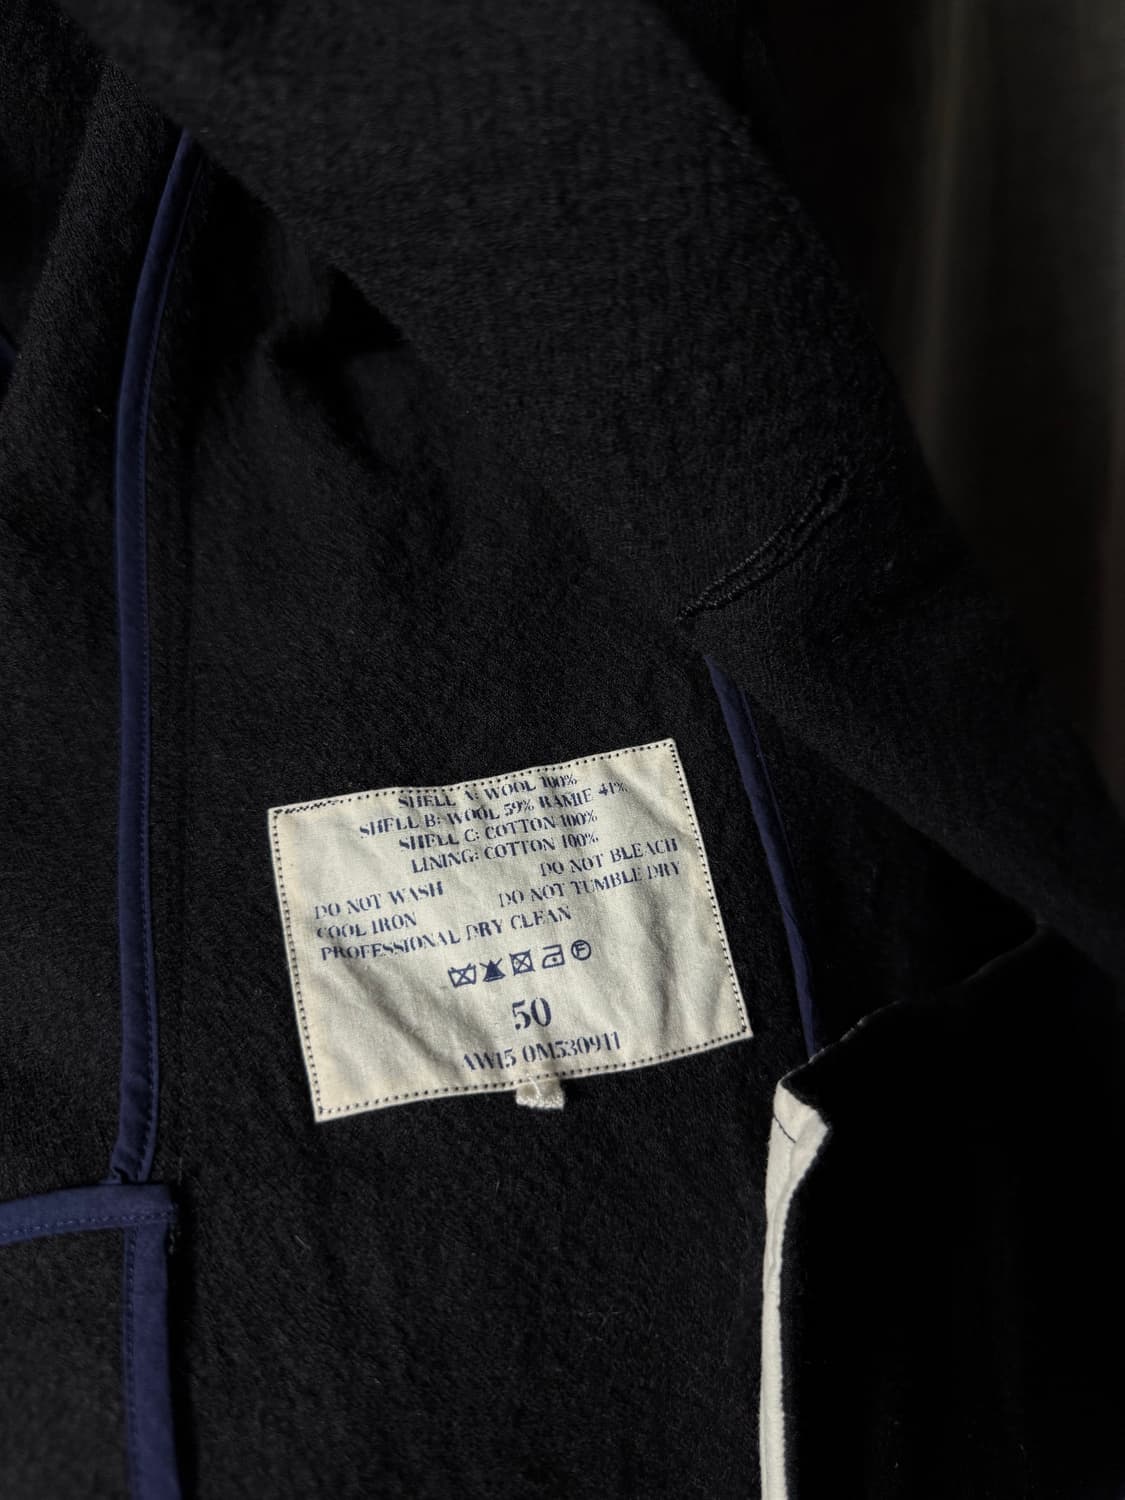 SHELL A: WOOL 100%
SHELL B: WOOL 59% RAMIE 41%
SHELL C: COTTON 100%
LINING: COTTON 100%
DO NOT WASH DO NOT BLEACH
COOL IRON DO NOT TUMBLE DRY
PROFESSIONAL DRY CLEAN
F
50
AW15 0M530911